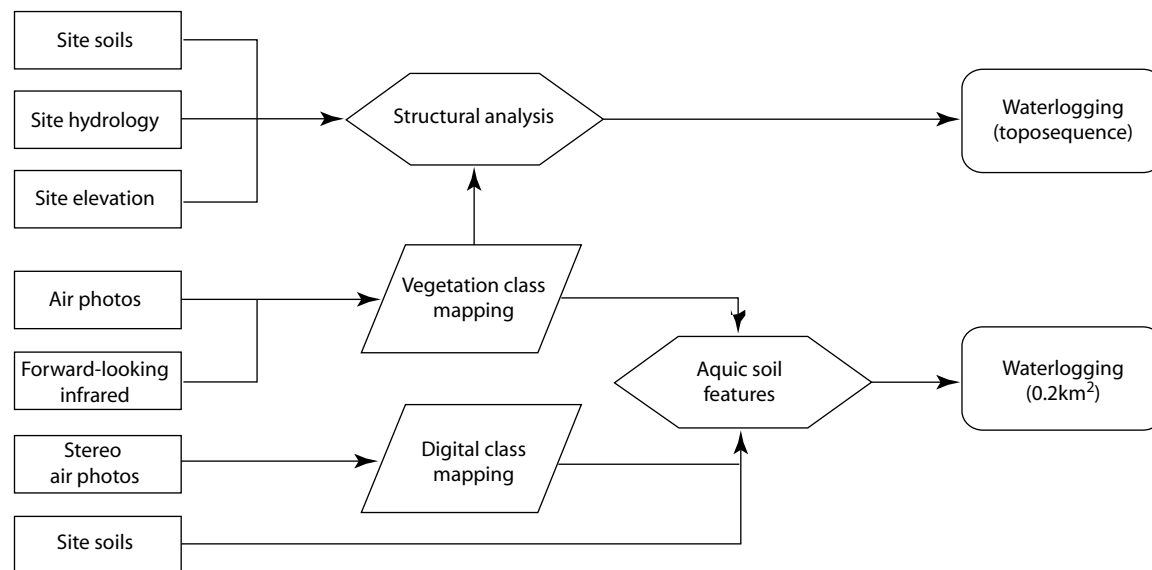 Site soils
Site hydrology
Site elevation
Structural analysis
Waterlogging
(toposequence)
Air photos
Forward-looking
infrared
Vegetation class
mapping
Aquic soil
features
Waterlogging
(0.2km²)
Stereo
air photos
Digital class
mapping
Site soils